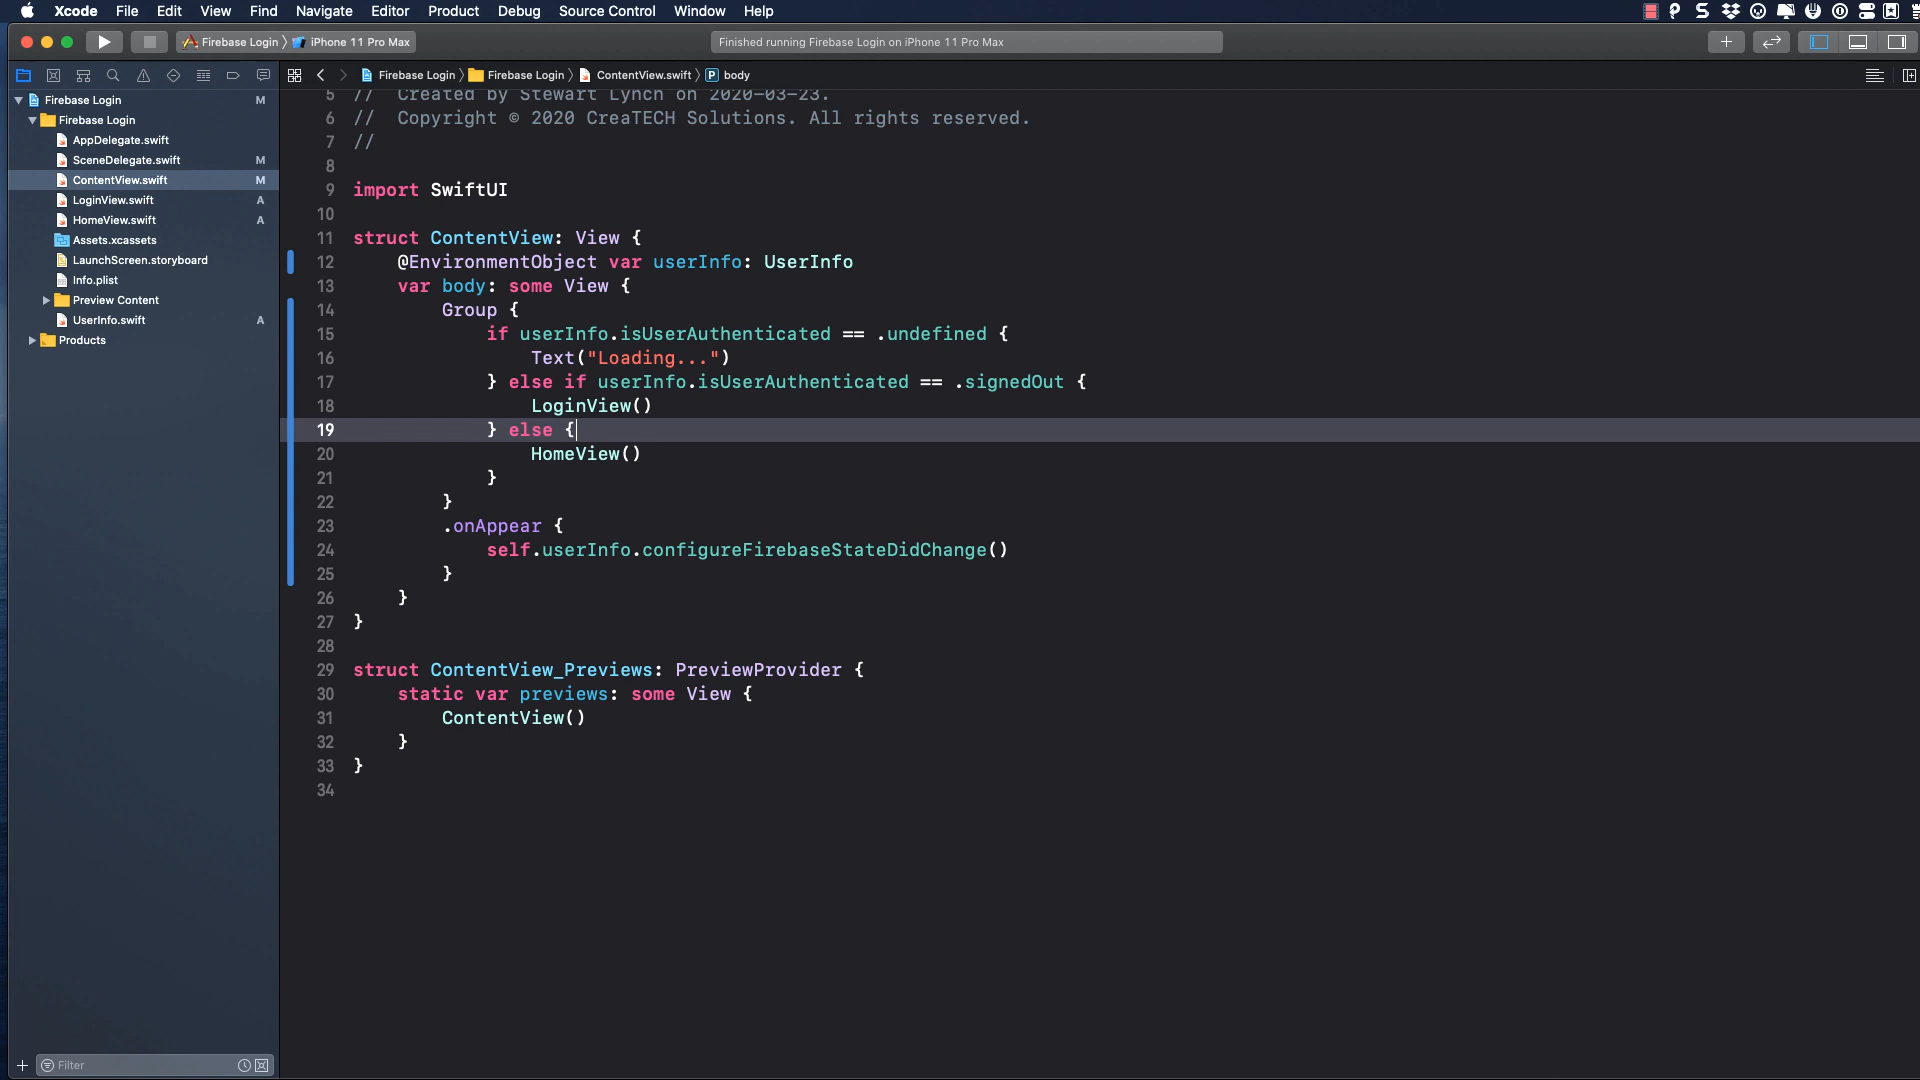 Xcode File Edit View Find Navigate Editor Product Debug Source Control Window Help
Firebase Login 〉 iPhone 11 Pro Max
Finished running Firebase Login on iPhone 11 Pro Max
Firebase Login 〉 Firebase Login 〉 ContentView.swift 〉 P body
Firebase Login M
Firebase Login
AppDelegate.swift
SceneDelegate.swift M
ContentView.swift M
LoginView.swift A
HomeView.swift A
Assets.xcassets
LaunchScreen.storyboard
Info.plist
Preview Content
UserInfo.swift A
Products
Filter
5 //  Created by Stewart Lynch on 2020-03-23.
6 //  Copyright © 2020 CreaTECH Solutions. All rights reserved.
7 //
8
9 import SwiftUI
10
11 struct ContentView: View {
12     @EnvironmentObject var userInfo: UserInfo
13     var body: some View {
14         Group {
15             if userInfo.isUserAuthenticated == .undefined {
16                 Text("Loading...")
17             } else if userInfo.isUserAuthenticated == .signedOut {
18                 LoginView()
19             } else {
20                 HomeView()
21             }
22         }
23         .onAppear {
24             self.userInfo.configureFirebaseStateDidChange()
25         }
26     }
27 }
28
29 struct ContentView_Previews: PreviewProvider {
30     static var previews: some View {
31         ContentView()
32     }
33 }
34